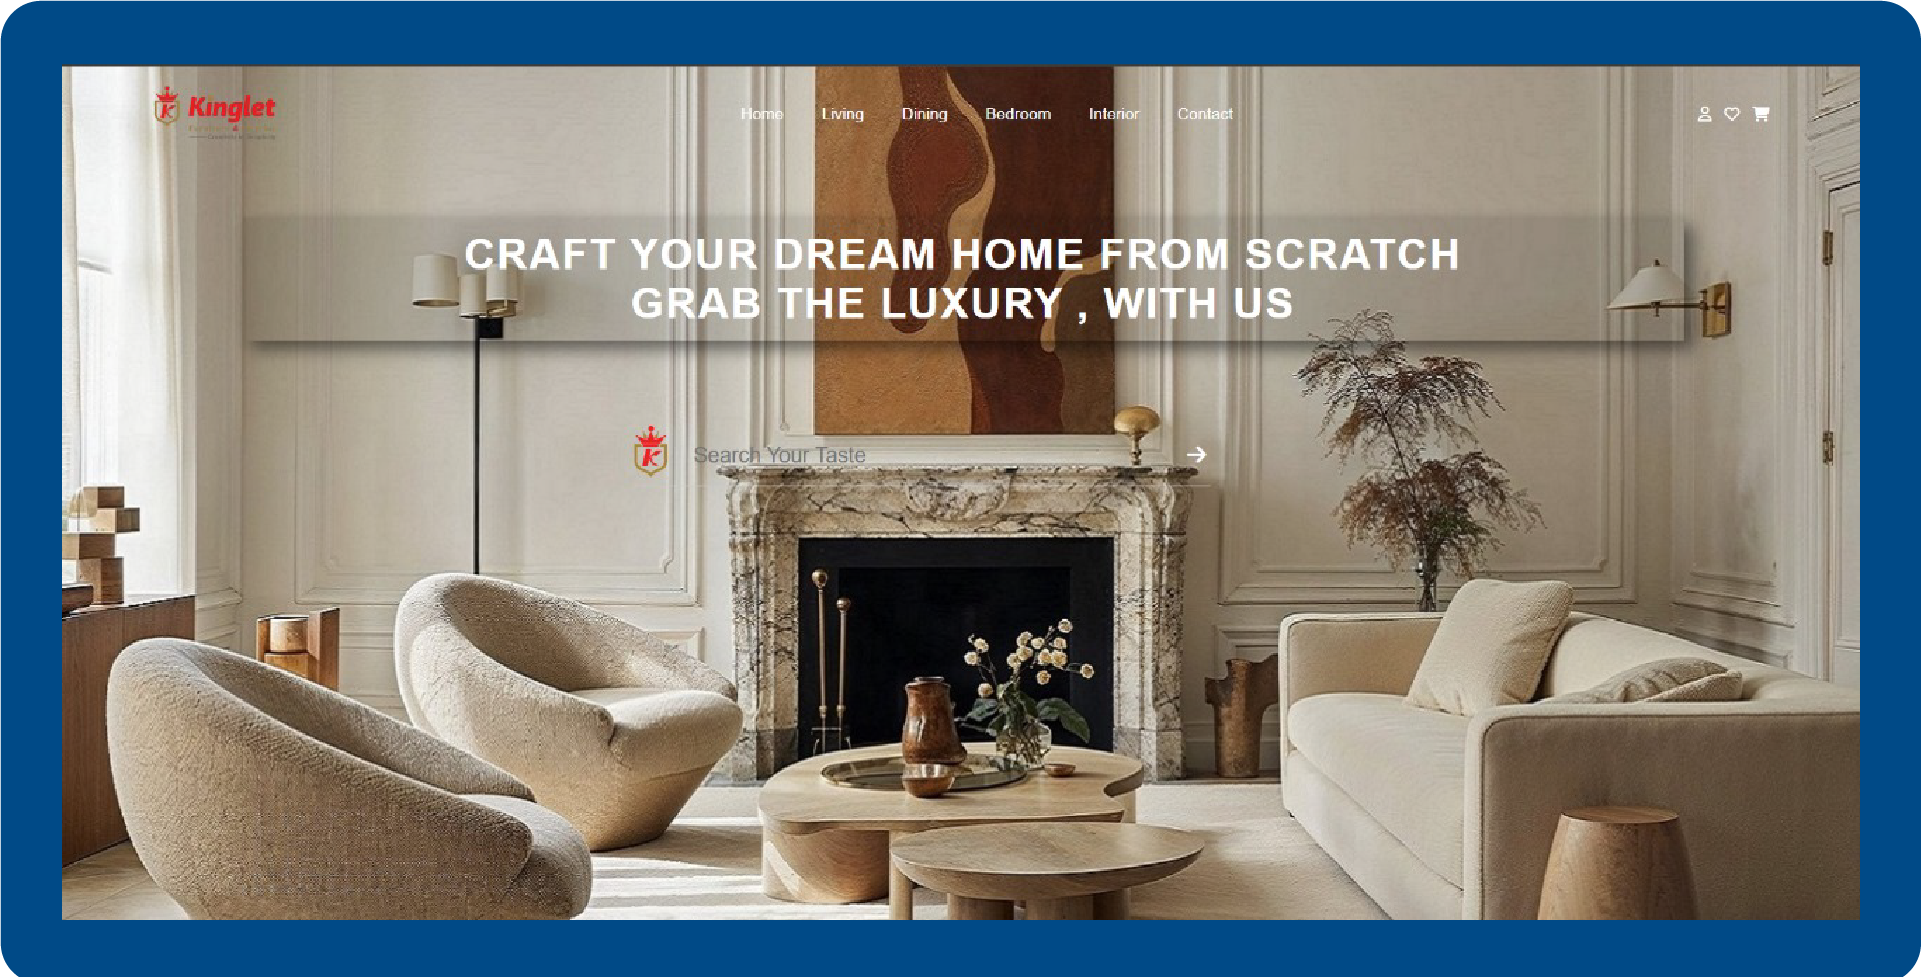 K Kinglet
Home Living Dining Bedroom Interior Contact
CRAFT YOUR DREAM HOME FROM SCRATCH
GRAB THE LUXURY , WITH US
K Search Your Taste